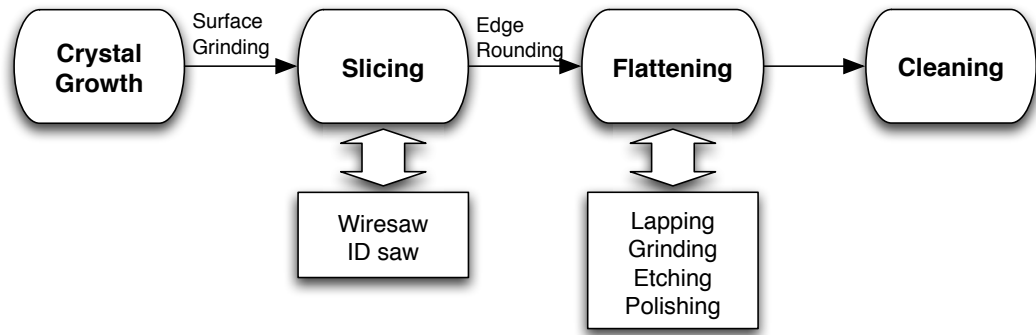 Crystal
Growth
Surface
Grinding
Slicing
Edge
Rounding
Flattening
Cleaning
Wiresaw
ID saw
Lapping
Grinding
Etching
Polishing